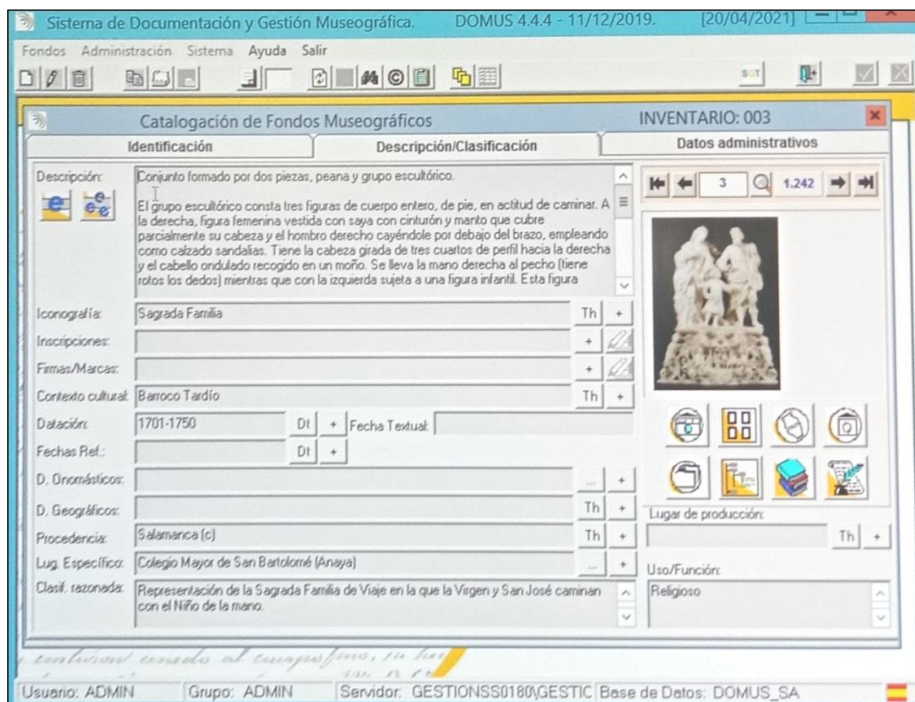 Sistema de Documentación y Gestión Museográfica. DOMUS 4.4.4 - 11/12/2019. [20/04/2021]
Fondos Administración Sistema Ayuda Salir
Catalogación de Fondos Museográficos INVENTARIO: 003
Identificación Descripción/Clasificación Datos administrativos
Descripción: Conjunto formado por dos piezas, peana y grupo escultórico.
El grupo escultórico consta tres figuras de cuerpo entero, de pie, en actitud de caminar. A
la derecha, figura femenina vestida con saya con cinturón y manto que cubre
parcialmente su cabeza y el hombro derecho cayéndole por debajo del brazo, empleando
como calzado sandalias. Tiene la cabeza girada de tres cuartos de perfil hacia la derecha
y el cabello ondulado recogido en un moño. Se lleva la mano derecha al pecho (tiene
rotos los dedos) mientras que con la izquierda sujeta a una figura infantil. Esta figura
3 1.242
Iconografía: Sagrada Familia Th +
Inscripciones: +
Firmas/Marcas: +
Contexto cultural: Barroco Tardío Th +
Datación: 1701-1750 Dt + Fecha Textual:
Fechas Ref.: Dt +
D. Onomásticos: ... +
D. Geográficos: Th +
Procedencia: Salamanca (c) Th +
Lug. Específico: Colegio Mayor de San Bartolomé (Anaya) ... +
Clasif. razonada: Representación de la Sagrada Familia de Viaje en la que la Virgen y San José caminan
con el Niño de la mano.
Lugar de producción:
Th +
Uso/Función:
Religioso
Usuario: ADMIN Grupo: ADMIN Servidor: GESTIONSS0180\GESTIC Base de Datos: DOMUS_SA